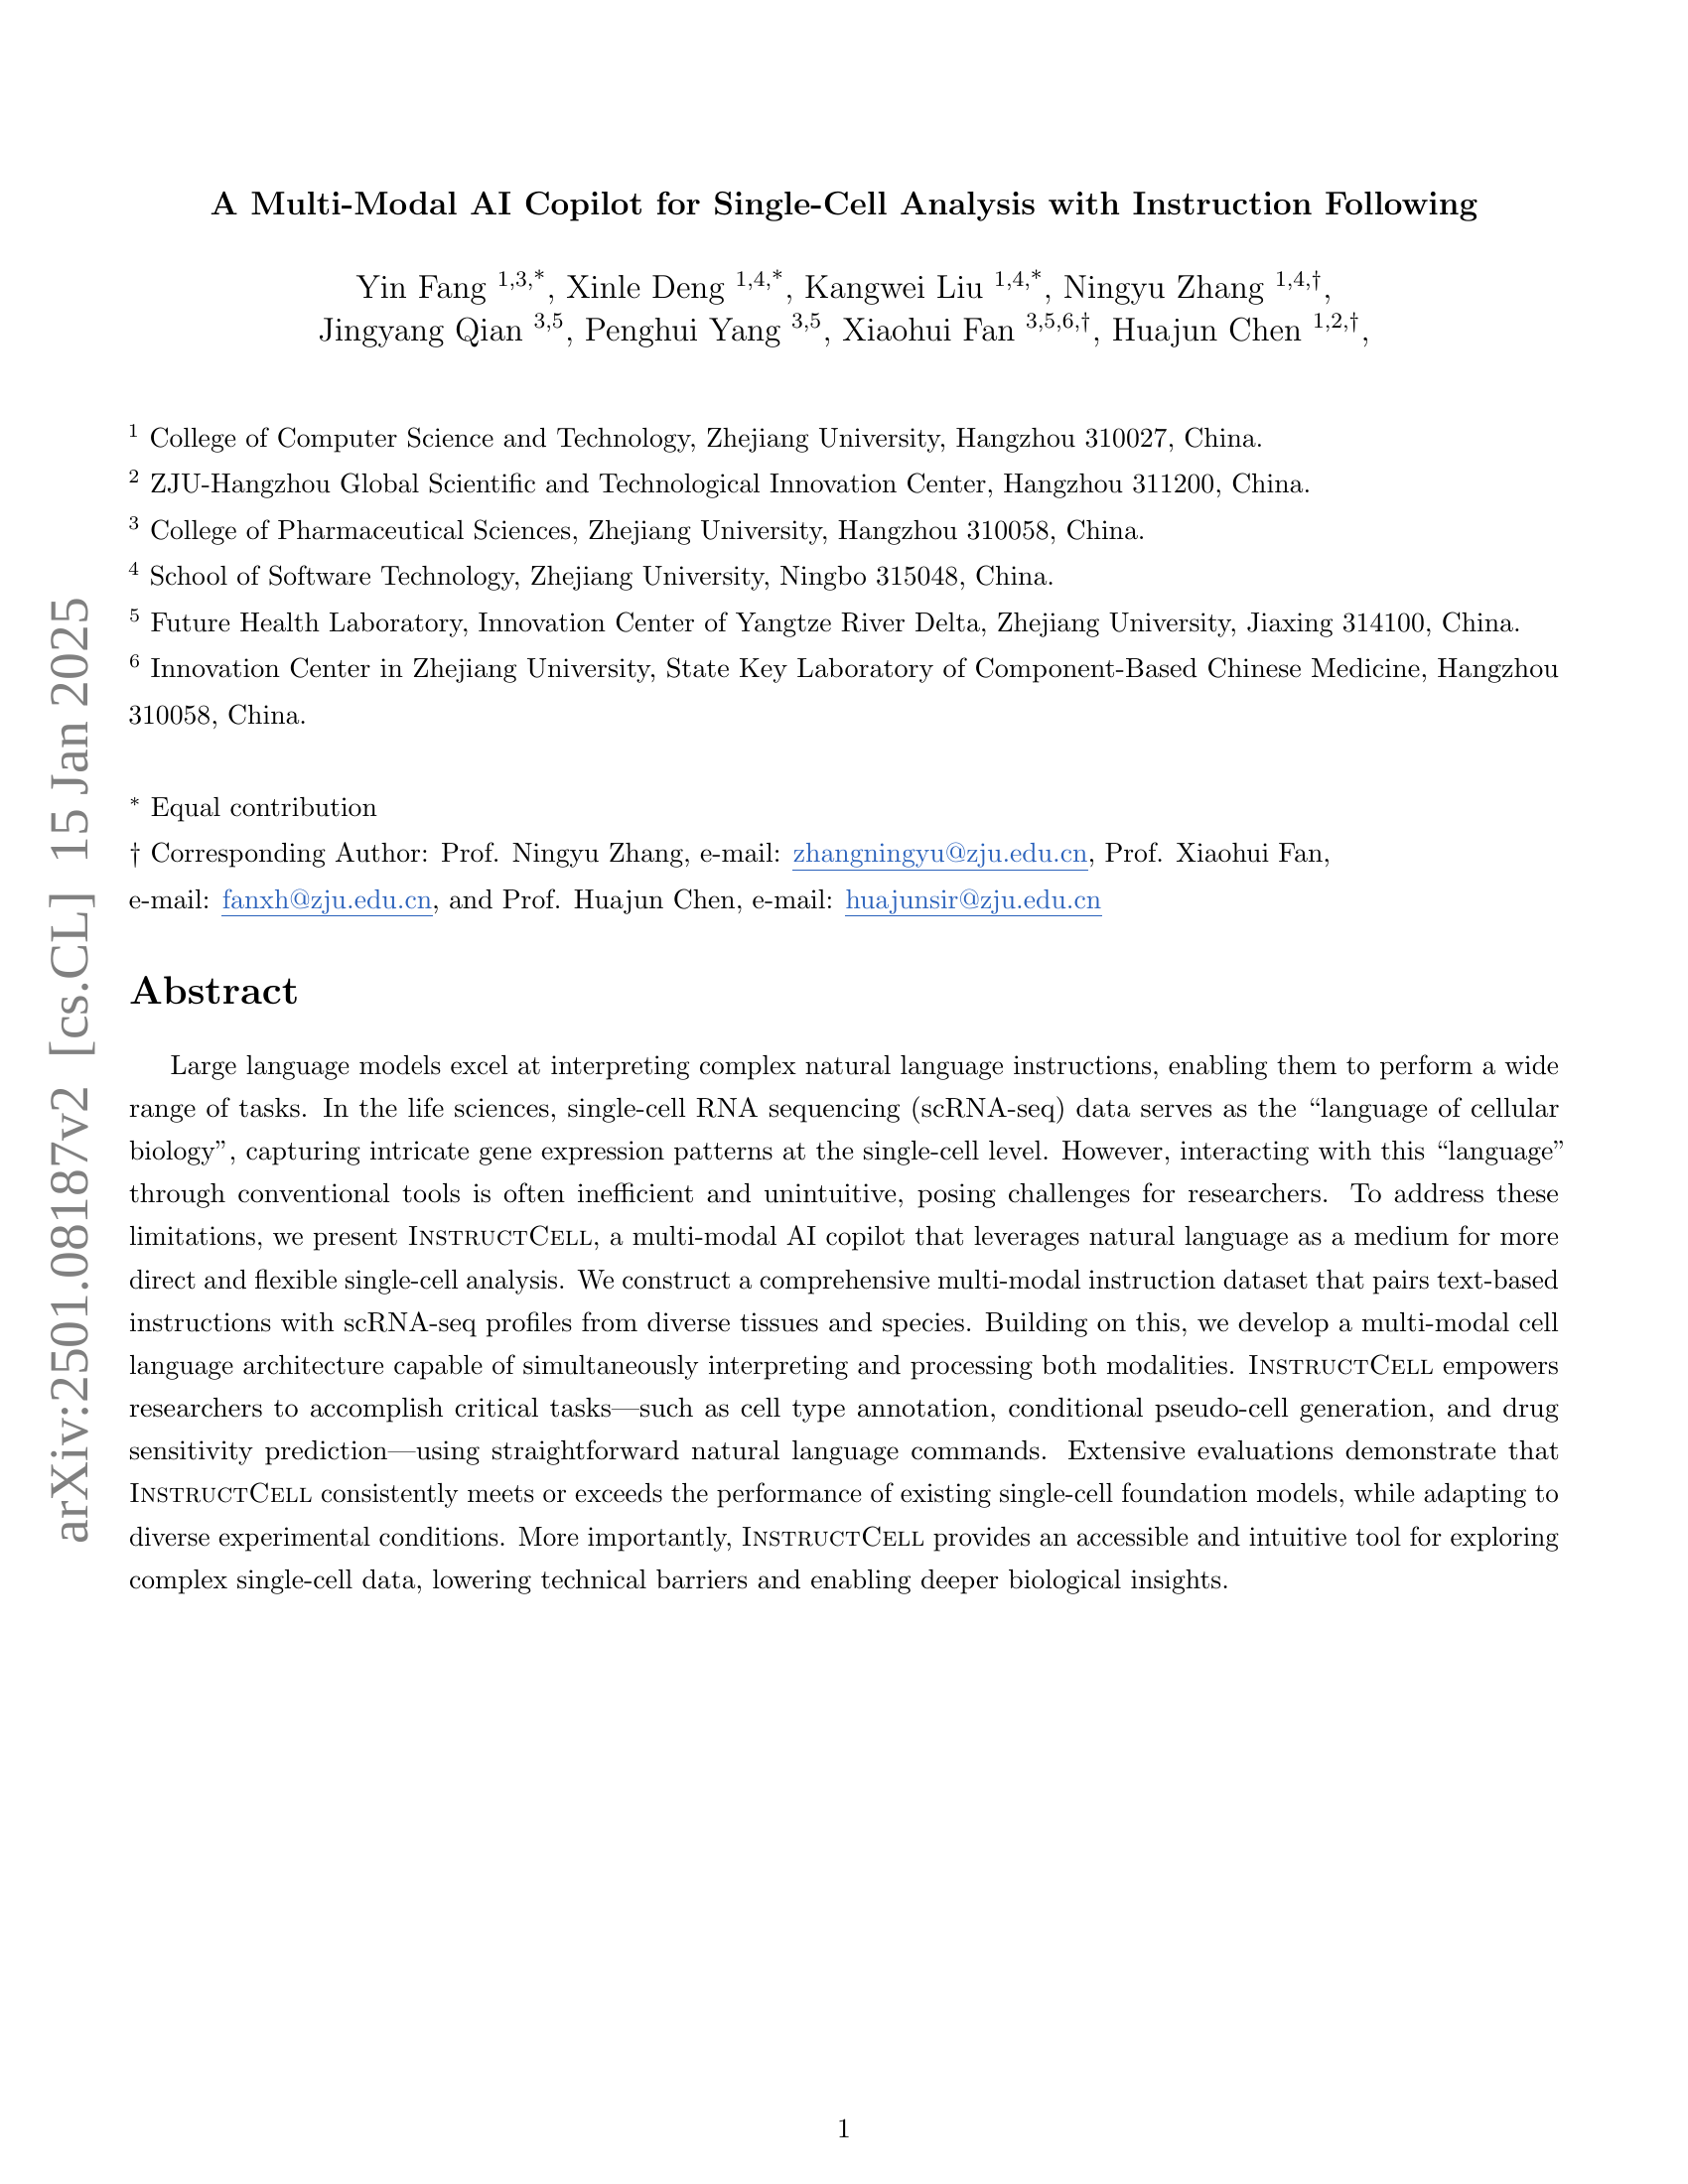 A Multi-Modal AI Copilot for Single-Cell Analysis with Instruction Following
Yin Fang 1,3,*, Xinle Deng 1,4,*, Kangwei Liu 1,4,*, Ningyu Zhang 1,4,†,
Jingyang Qian 3,5, Penghui Yang 3,5, Xiaohui Fan 3,5,6,†, Huajun Chen 1,2,†,
1 College of Computer Science and Technology, Zhejiang University, Hangzhou 310027, China.
2 ZJU-Hangzhou Global Scientific and Technological Innovation Center, Hangzhou 311200, China.
3 College of Pharmaceutical Sciences, Zhejiang University, Hangzhou 310058, China.
4 School of Software Technology, Zhejiang University, Ningbo 315048, China.
5 Future Health Laboratory, Innovation Center of Yangtze River Delta, Zhejiang University, Jiaxing 314100, China.
6 Innovation Center in Zhejiang University, State Key Laboratory of Component-Based Chinese Medicine, Hangzhou
310058, China.
* Equal contribution
† Corresponding Author: Prof. Ningyu Zhang, e-mail: zhangningyu@zju.edu.cn, Prof. Xiaohui Fan,
e-mail: fanxh@zju.edu.cn, and Prof. Huajun Chen, e-mail: huajunsir@zju.edu.cn
Abstract
Large language models excel at interpreting complex natural language instructions, enabling them to perform a wide
range of tasks. In the life sciences, single-cell RNA sequencing (scRNA-seq) data serves as the “language of cellular
biology”, capturing intricate gene expression patterns at the single-cell level. However, interacting with this “language”
through conventional tools is often inefficient and unintuitive, posing challenges for researchers. To address these
limitations, we present INSTRUCTCELL, a multi-modal AI copilot that leverages natural language as a medium for more
direct and flexible single-cell analysis. We construct a comprehensive multi-modal instruction dataset that pairs text-based
instructions with scRNA-seq profiles from diverse tissues and species. Building on this, we develop a multi-modal cell
language architecture capable of simultaneously interpreting and processing both modalities. INSTRUCTCELL empowers
researchers to accomplish critical tasks—such as cell type annotation, conditional pseudo-cell generation, and drug
sensitivity prediction—using straightforward natural language commands. Extensive evaluations demonstrate that
INSTRUCTCELL consistently meets or exceeds the performance of existing single-cell foundation models, while adapting to
diverse experimental conditions. More importantly, INSTRUCTCELL provides an accessible and intuitive tool for exploring
complex single-cell data, lowering technical barriers and enabling deeper biological insights.
arXiv:2501.08187v2 [cs.CL] 15 Jan 2025
1